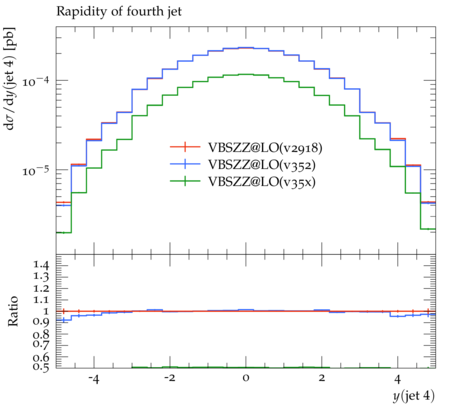 Rapidity of fourth jet
dσ/dy(jet 4) [pb]
10⁻⁴
10⁻⁵
VBSZZ@LO(v2918)
VBSZZ@LO(v352)
VBSZZ@LO(v35x)
Ratio
1.4
1.3
1.2
1.1
1
0.9
0.8
0.7
0.6
0.5
-4 -2 0 2 4
y(jet 4)